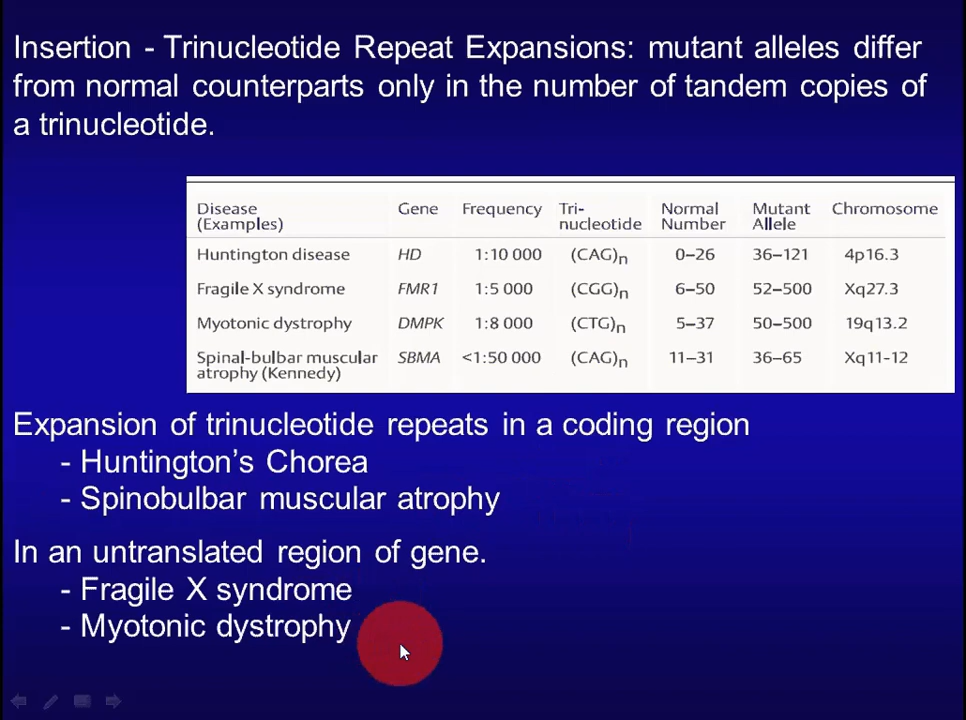 Insertion - Trinucleotide Repeat Expansions: mutant alleles differ
from normal counterparts only in the number of tandem copies of
a trinucleotide.
Disease (Examples) Gene Frequency Tri-nucleotide Normal Number Mutant Allele Chromosome
Huntington disease HD 1:10 000 (CAG)n 0–26 36–121 4p16.3
Fragile X syndrome FMR1 1:5 000 (CGG)n 6–50 52–500 Xq27.3
Myotonic dystrophy DMPK 1:8 000 (CTG)n 5–37 50–500 19q13.2
Spinal-bulbar muscular SBMA <1:50 000 (CAG)n 11–31 36–65 Xq11-12
atrophy (Kennedy)
Expansion of trinucleotide repeats in a coding region
- Huntington's Chorea
- Spinobulbar muscular atrophy
In an untranslated region of gene.
- Fragile X syndrome
- Myotonic dystrophy